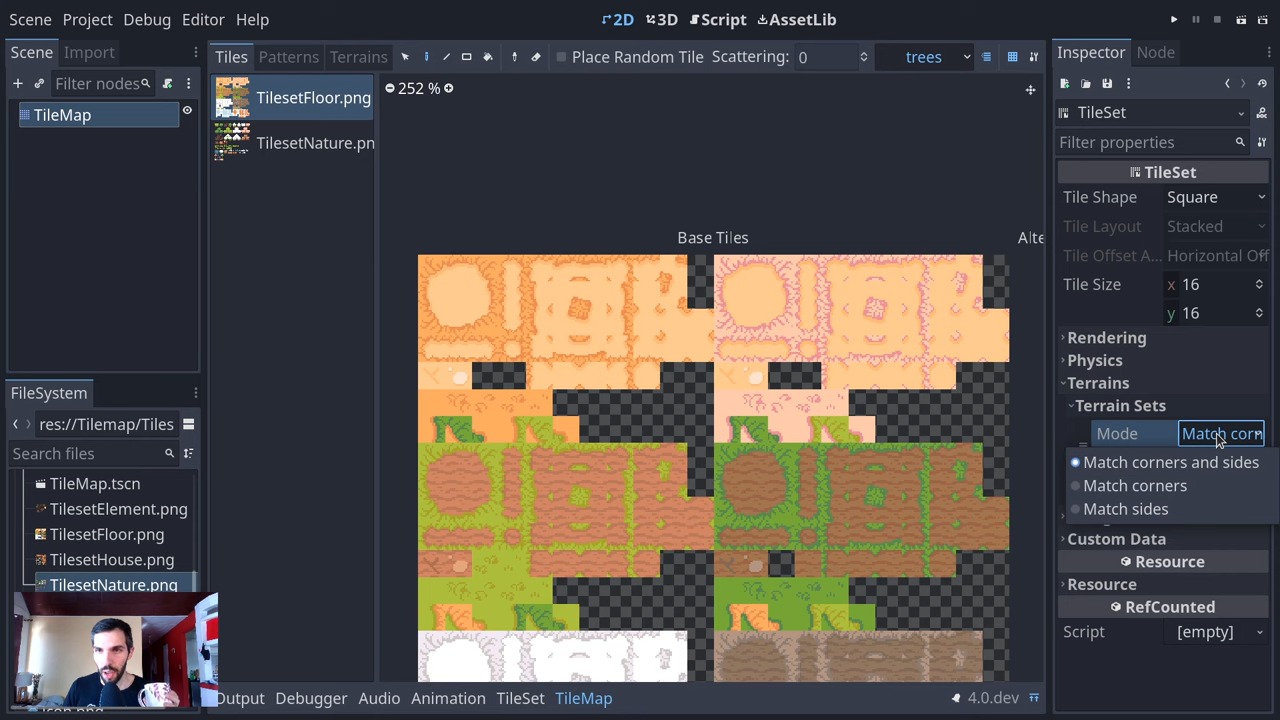 Scene Project Debug Editor Help
2D 3D Script AssetLib
Scene Import
Filter nodes
TileMap
FileSystem
res://Tilemap/Tiles
Search files
TileMap.tscn
TilesetElement.png
TilesetFloor.png
TilesetHouse.png
TilesetNature.png
Tiles Patterns Terrains
Place Random Tile Scattering: 0 trees
TilesetFloor.png
TilesetNature.pn
252 %
Base Tiles
Alte
Output Debugger Audio Animation TileSet TileMap
4.0.dev
Inspector Node
TileSet
Filter properties
TileSet
Tile Shape Square
Tile Layout Stacked
Tile Offset A... Horizontal Off
Tile Size x 16
y 16
Rendering
Physics
Terrains
Terrain Sets
Mode Match corn
Match corners and sides
Match corners
Match sides
Custom Data
Resource
Resource
RefCounted
Script [empty]